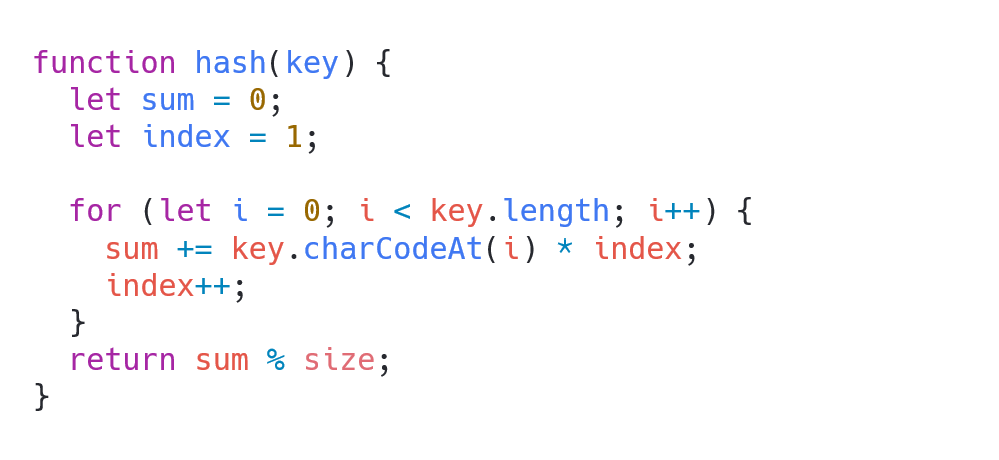 function hash(key) {
  let sum = 0;
  let index = 1;

  for (let i = 0; i < key.length; i++) {
    sum += key.charCodeAt(i) * index;
    index++;
  }
  return sum % size;
}